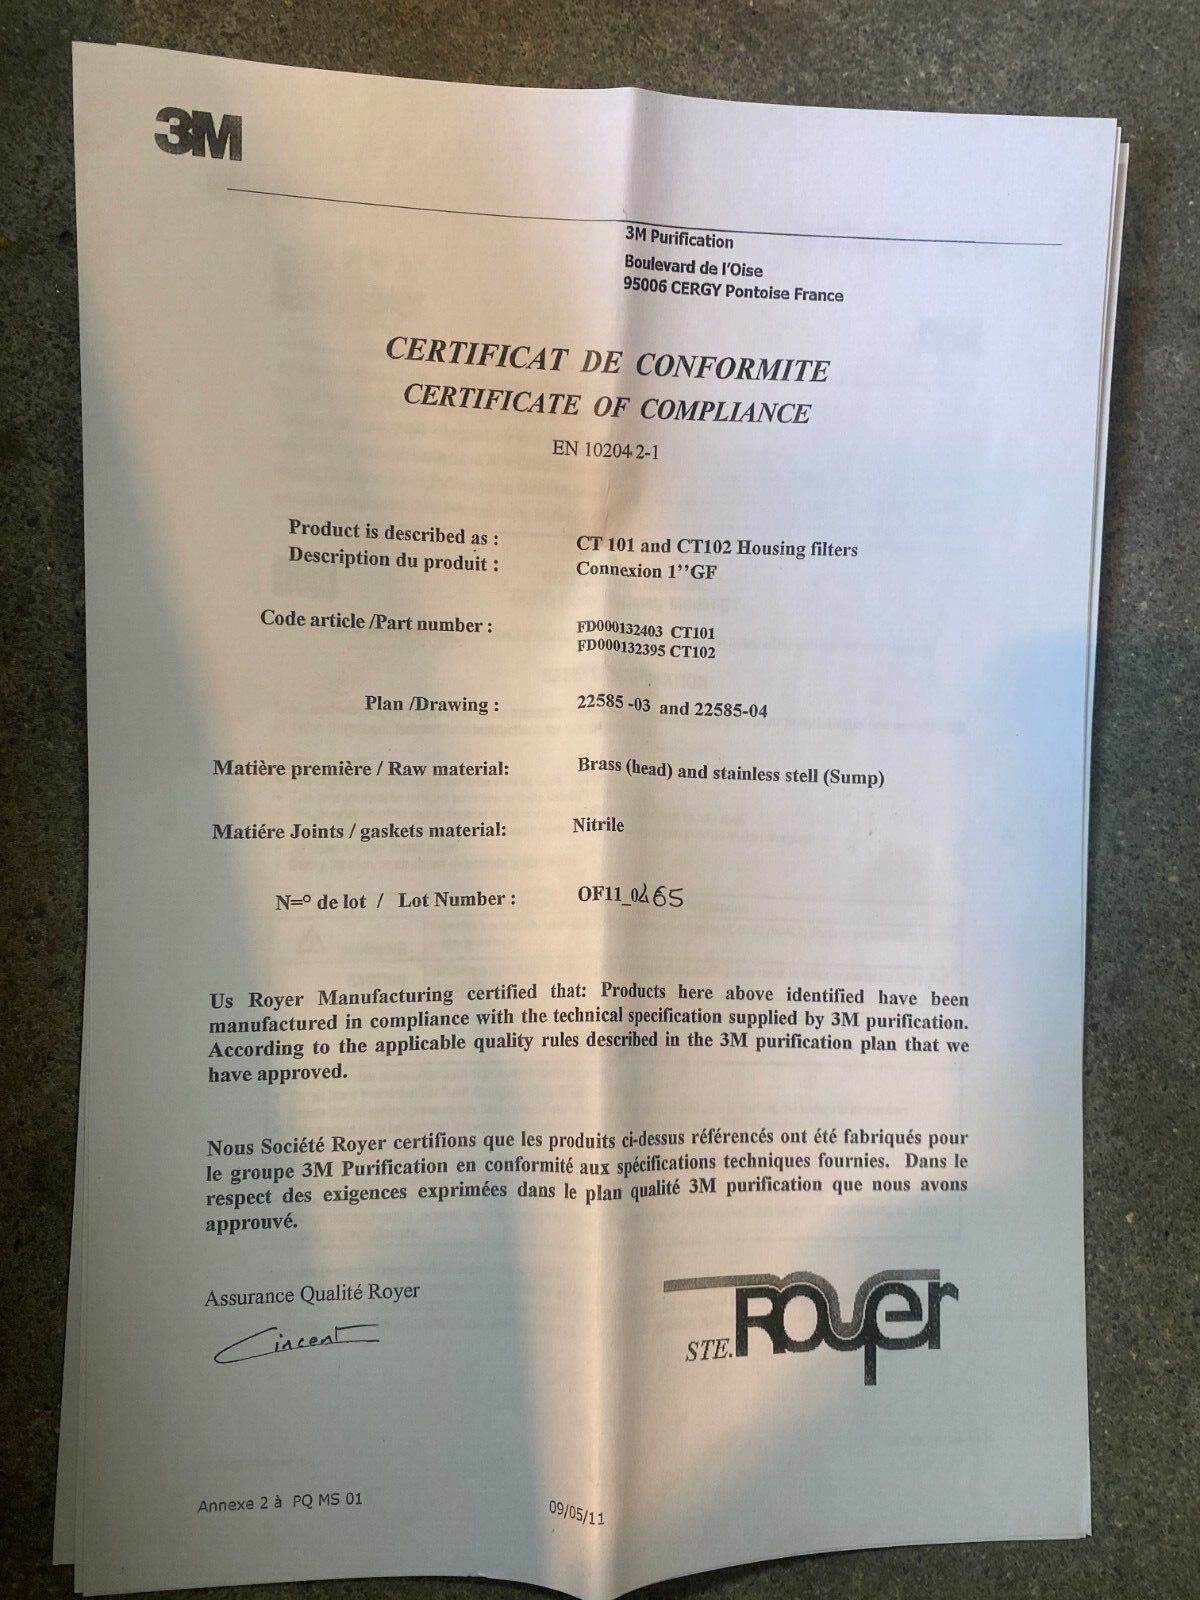 3M
3M Purification
Boulevard de l'Oise
95006 CERGY Pontoise France
CERTIFICAT DE CONFORMITE
CERTIFICATE OF COMPLIANCE
EN 10204 2-1
Product is described as : CT 101 and CT102 Housing filters
Description du produit : Connexion 1’’GF
Code article /Part number : FD000132403 CT101
FD000132395 CT102
Plan /Drawing : 22585 -03 and 22585-04
Matière première / Raw material: Brass (head) and stainless stell (Sump)
Matiére Joints / gaskets material: Nitrile
N=° de lot / Lot Number :
Us Royer Manufacturing certified that: Products here above identified have been
manufactured in compliance with the technical specification supplied by 3M purification.
According to the applicable quality rules described in the 3M purification plan that we
have approved.
Nous Société Royer certifions que les produits ci-dessus référencés ont été fabriqués pour
le groupe 3M Purification en conformité aux spécifications techniques fournies. Dans le
respect des exigences exprimées dans le plan qualité 3M purification que nous avons
approuvé.
Assurance Qualité Royer
STE. Royer
Annexe 2 à PQ MS 01
09/05/11